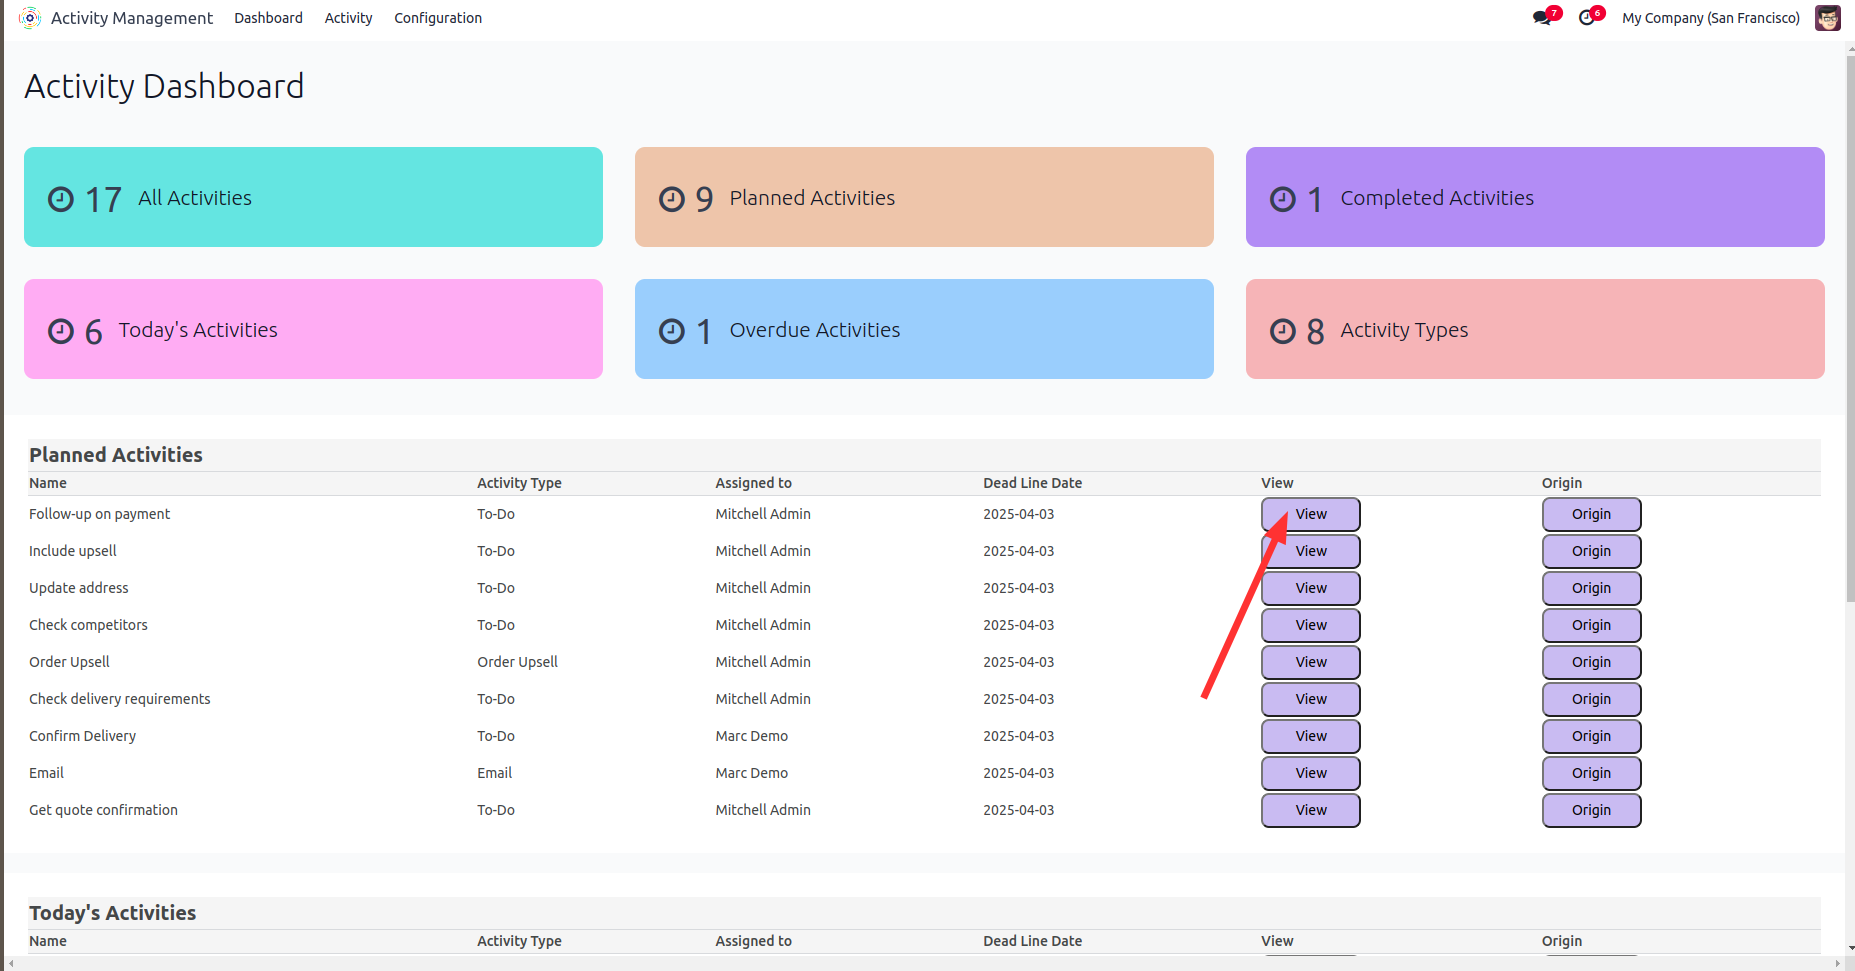 Activity Management Dashboard Activity Configuration 7 6 My Company (San Francisco)
Activity Dashboard
17 All Activities
9 Planned Activities
1 Completed Activities
6 Today's Activities
1 Overdue Activities
8 Activity Types
Planned Activities
Name Activity Type Assigned to Dead Line Date View Origin
Follow-up on payment To-Do Mitchell Admin 2025-04-03 View Origin
Include upsell To-Do Mitchell Admin 2025-04-03 View Origin
Update address To-Do Mitchell Admin 2025-04-03 View Origin
Check competitors To-Do Mitchell Admin 2025-04-03 View Origin
Order Upsell Order Upsell Mitchell Admin 2025-04-03 View Origin
Check delivery requirements To-Do Mitchell Admin 2025-04-03 View Origin
Confirm Delivery To-Do Marc Demo 2025-04-03 View Origin
Email Email Marc Demo 2025-04-03 View Origin
Get quote confirmation To-Do Mitchell Admin 2025-04-03 View Origin
Today's Activities
Name Activity Type Assigned to Dead Line Date View Origin